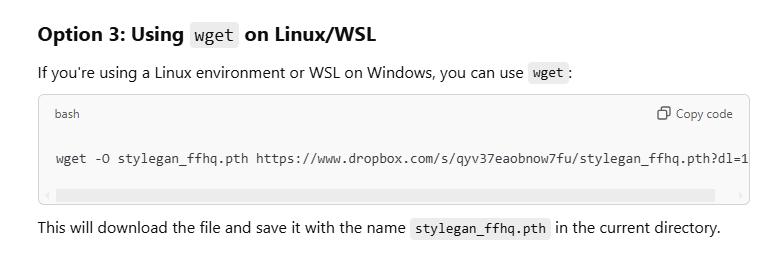 Option 3: Using wget on Linux/WSL
If you're using a Linux environment or WSL on Windows, you can use wget:
bash
Copy code
wget -O stylegan_ffhq.pth https://www.dropbox.com/s/qyv37eaobnow7fu/stylegan_ffhq.pth?dl=1
This will download the file and save it with the name stylegan_ffhq.pth in the current directory.